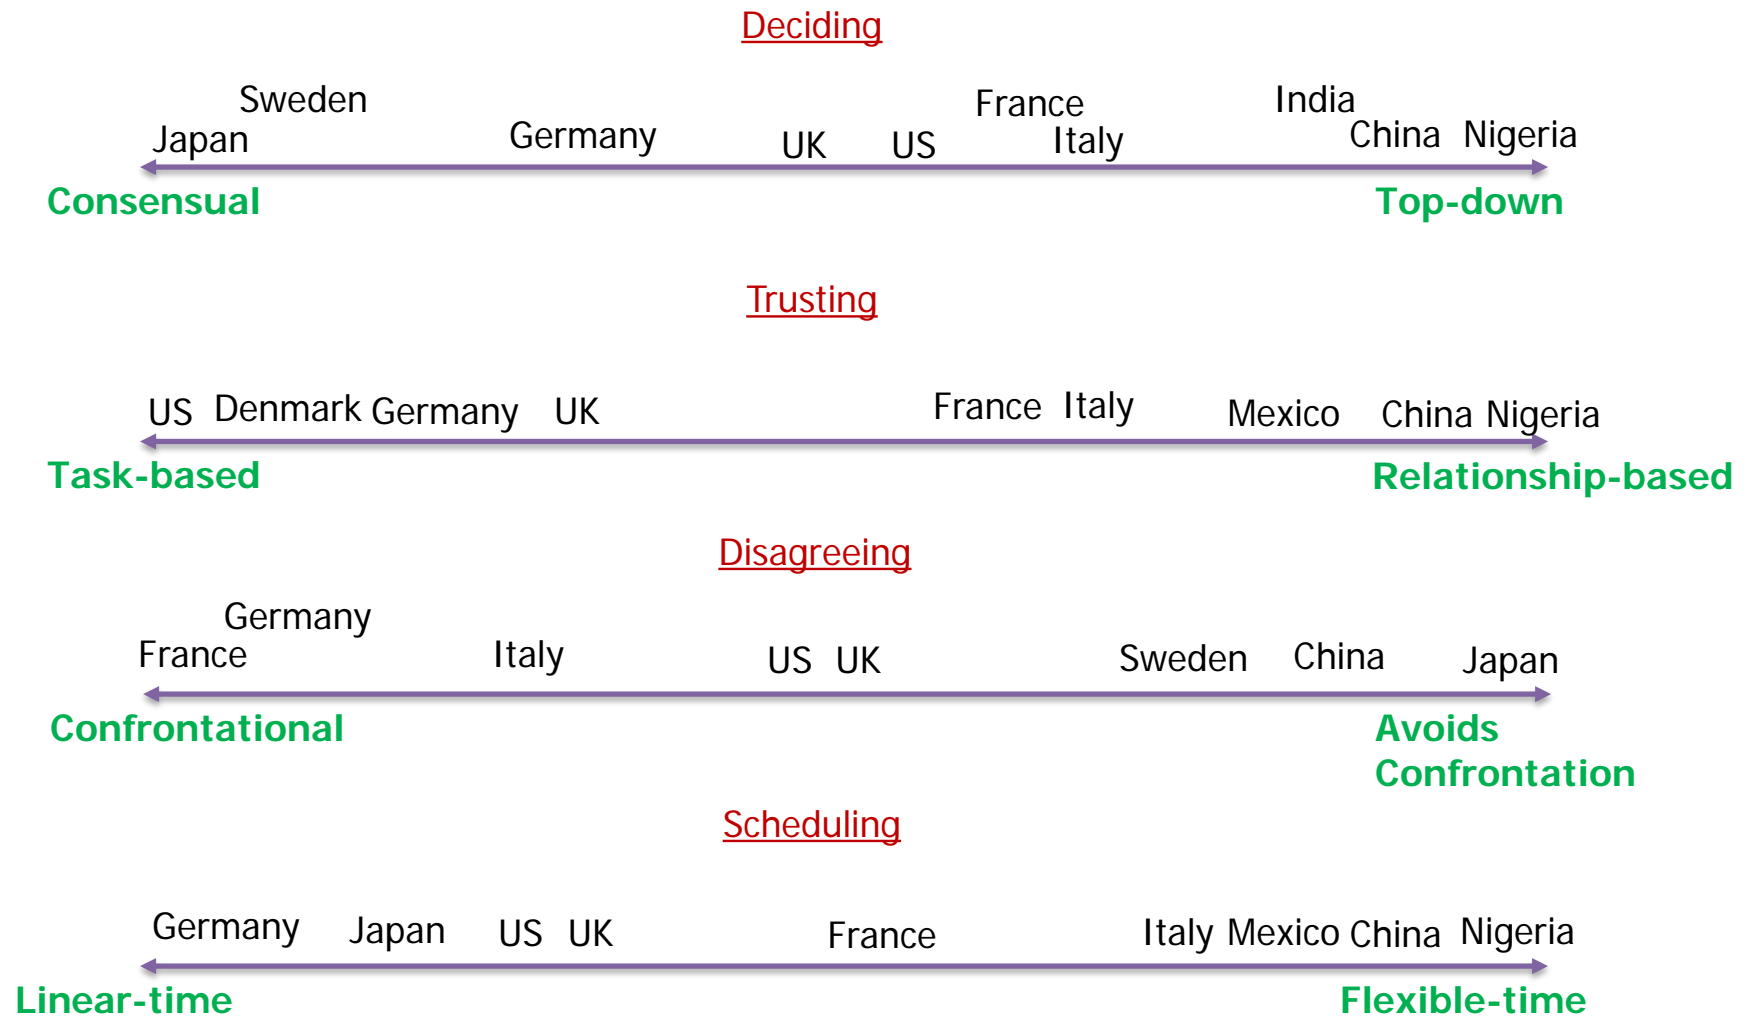 Deciding
Sweden France India
Japan Germany UK US Italy China Nigeria
Consensual Top-down
Trusting
US Denmark Germany UK France Italy Mexico China Nigeria
Task-based Relationship-based
Disagreeing
Germany
France Italy US UK Sweden China Japan
Confrontational Avoids
Confrontation
Scheduling
Germany Japan US UK France Italy Mexico China Nigeria
Linear-time Flexible-time